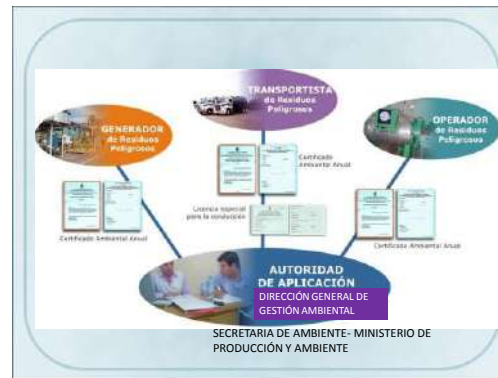 TRANSPORTISTA
de Residuos
Peligrosos
GENERADOR
de Residuos
Peligrosos
OPERADOR
de Residuos
Peligrosos
Certificado
Ambiental Anual
Licencia especial
para la conducción
Certificado Ambiental Anual
Certificado Ambiental Anual
AUTORIDAD
DE APLICACIÓN
DIRECCIÓN GENERAL DE
GESTIÓN AMBIENTAL
SECRETARIA DE AMBIENTE- MINISTERIO DE
PRODUCCIÓN Y AMBIENTE